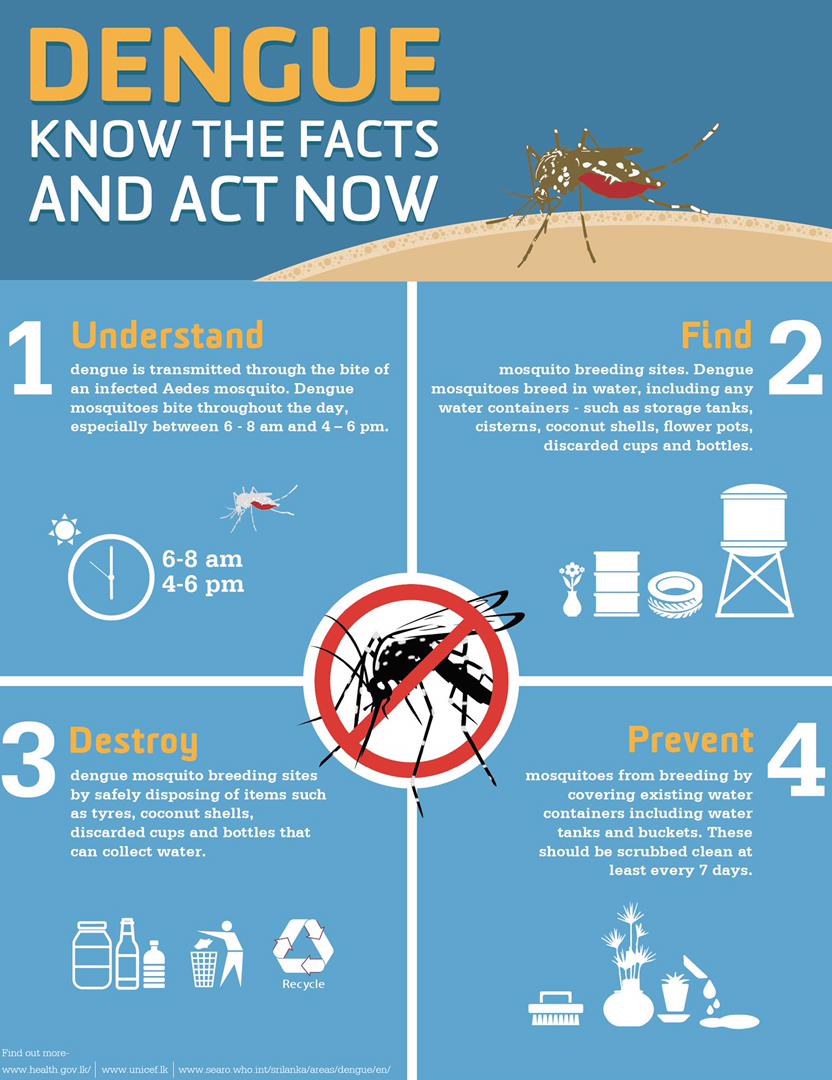 DENGUE
KNOW THE FACTS
AND ACT NOW
1
Understand
dengue is transmitted through the bite of
an infected Aedes mosquito. Dengue
mosquitoes bite throughout the day,
especially between 6 - 8 am and 4 – 6 pm.
6-8 am
4-6 pm
Find
2
mosquito breeding sites. Dengue
mosquitoes breed in water, including any
water containers - such as storage tanks,
cisterns, coconut shells, flower pots,
discarded cups and bottles.
3
Destroy
dengue mosquito breeding sites
by safely disposing of items such
as tyres, coconut shells,
discarded cups and bottles that
can collect water.
Recycle
Prevent
4
mosquitoes from breeding by
covering existing water
containers including water
tanks and buckets. These
should be scrubbed clean at
least every 7 days.
Find out more-
www.health.gov.lk/ | www.unicef.lk | www.searo.who.int/srilanka/areas/dengue/en/